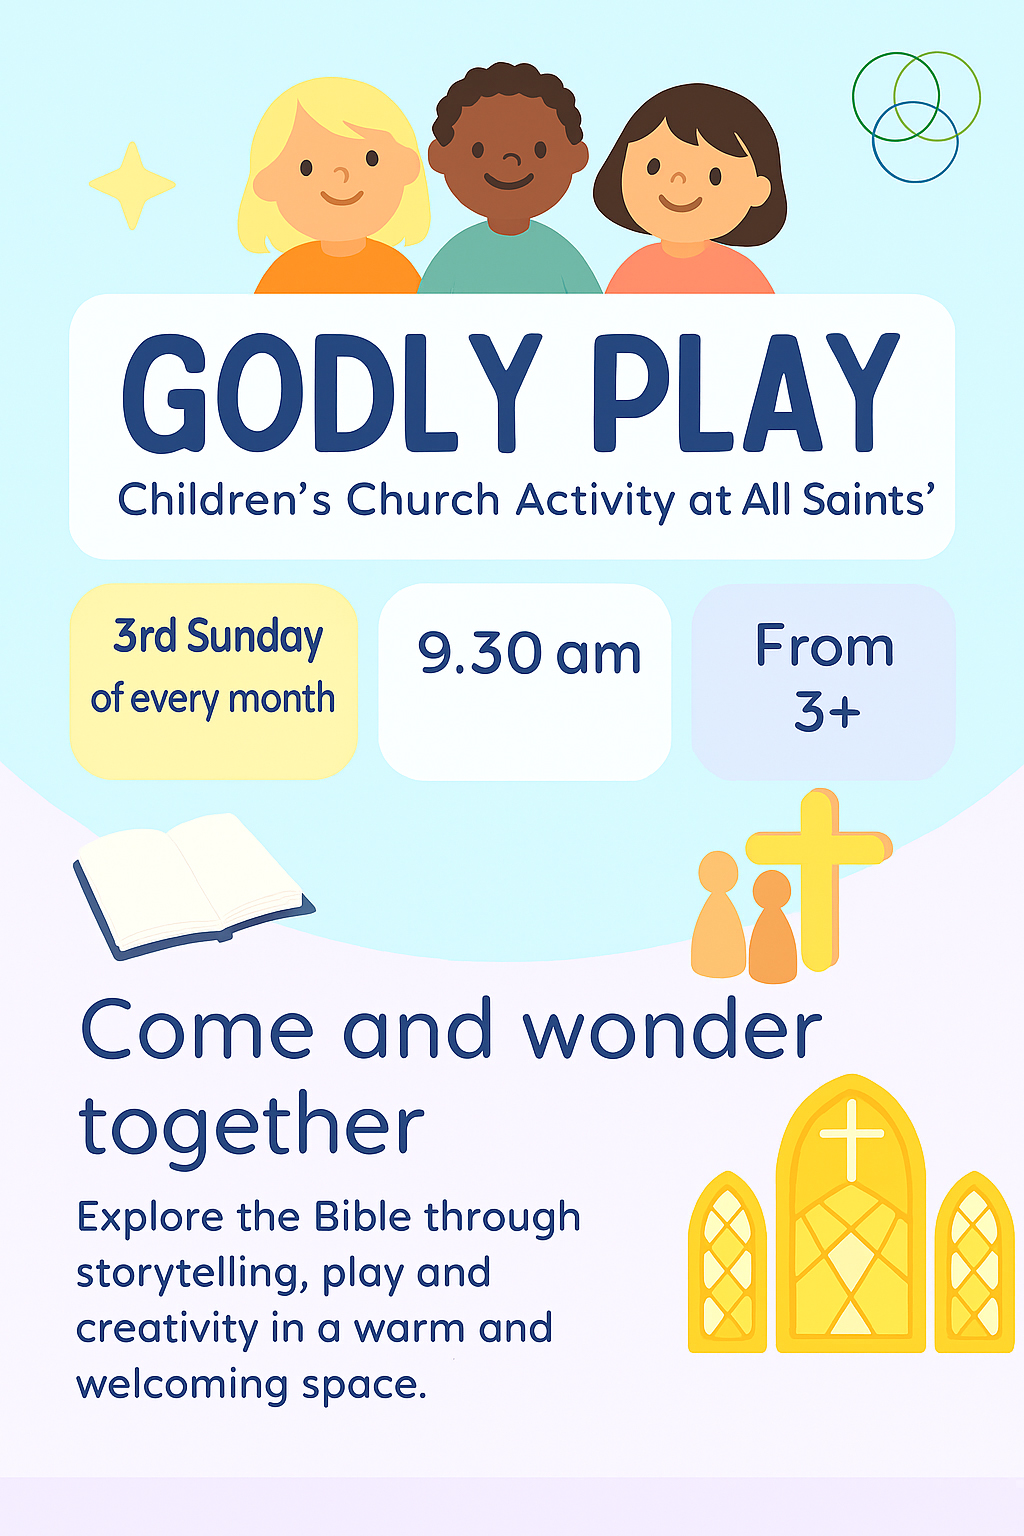 GODLY PLAY
Children’s Church Activity at All Saints’
3rd Sunday
of every month
9.30 am
From
3+
Come and wonder
together
Explore the Bible through
storytelling, play and
creativity in a warm and
welcoming space.